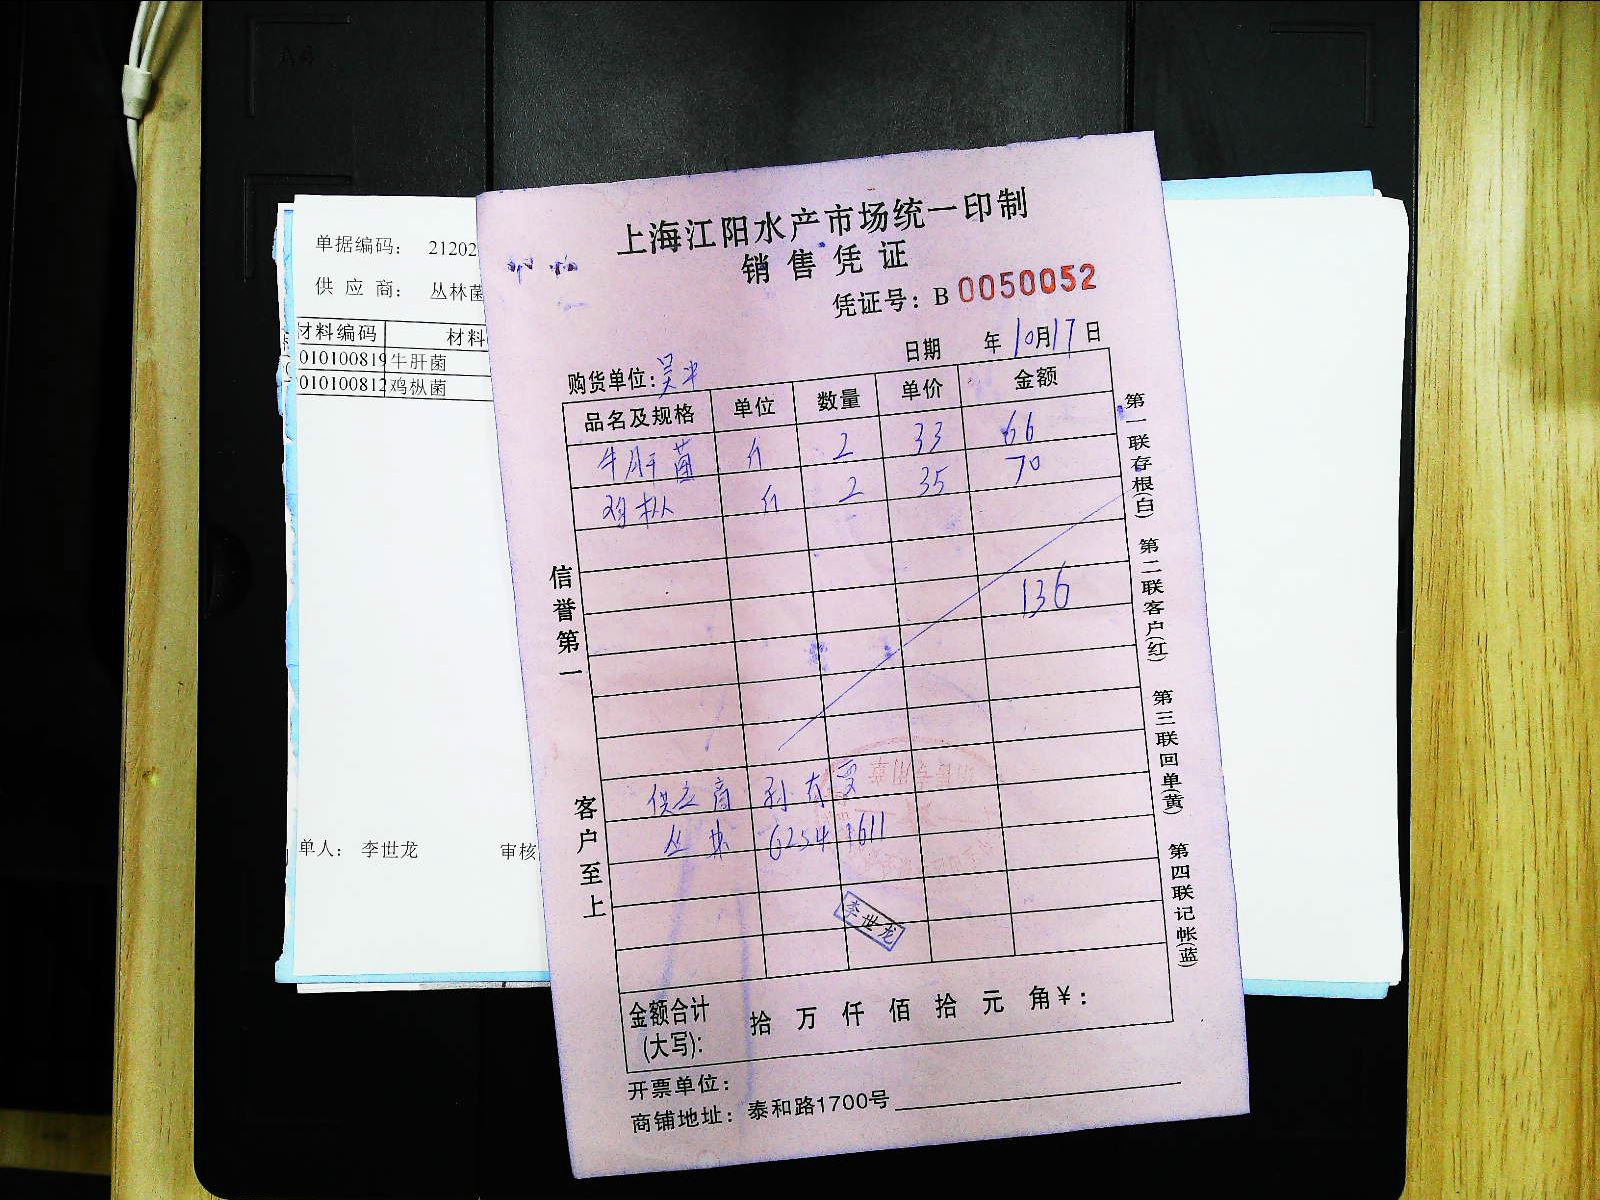 单据编码： 21202
供 应 商： 丛林菌
材料编码 材料
010100819 牛肝菌
010100812 鸡枞菌
单人： 李世龙 审核
上海江阳水产市场统一印制
销售凭证
凭证号：B 0050052
日期 年 10月17日
购货单位：
品名及规格 单位 数量 单价 金额
牛肝菌 斤 2 33 66
鸡枞 斤 2 35 70
136
供应商 孙
丛林 6254 1611
李世龙
金额合计 拾 万 仟 佰 拾 元 角 ¥：
(大写)：
开票单位：
商铺地址：泰和路1700号
信誉第一
客户至上
第一联存根(白) 第二联客户(红) 第三联回单(黄) 第四联记帐(蓝)